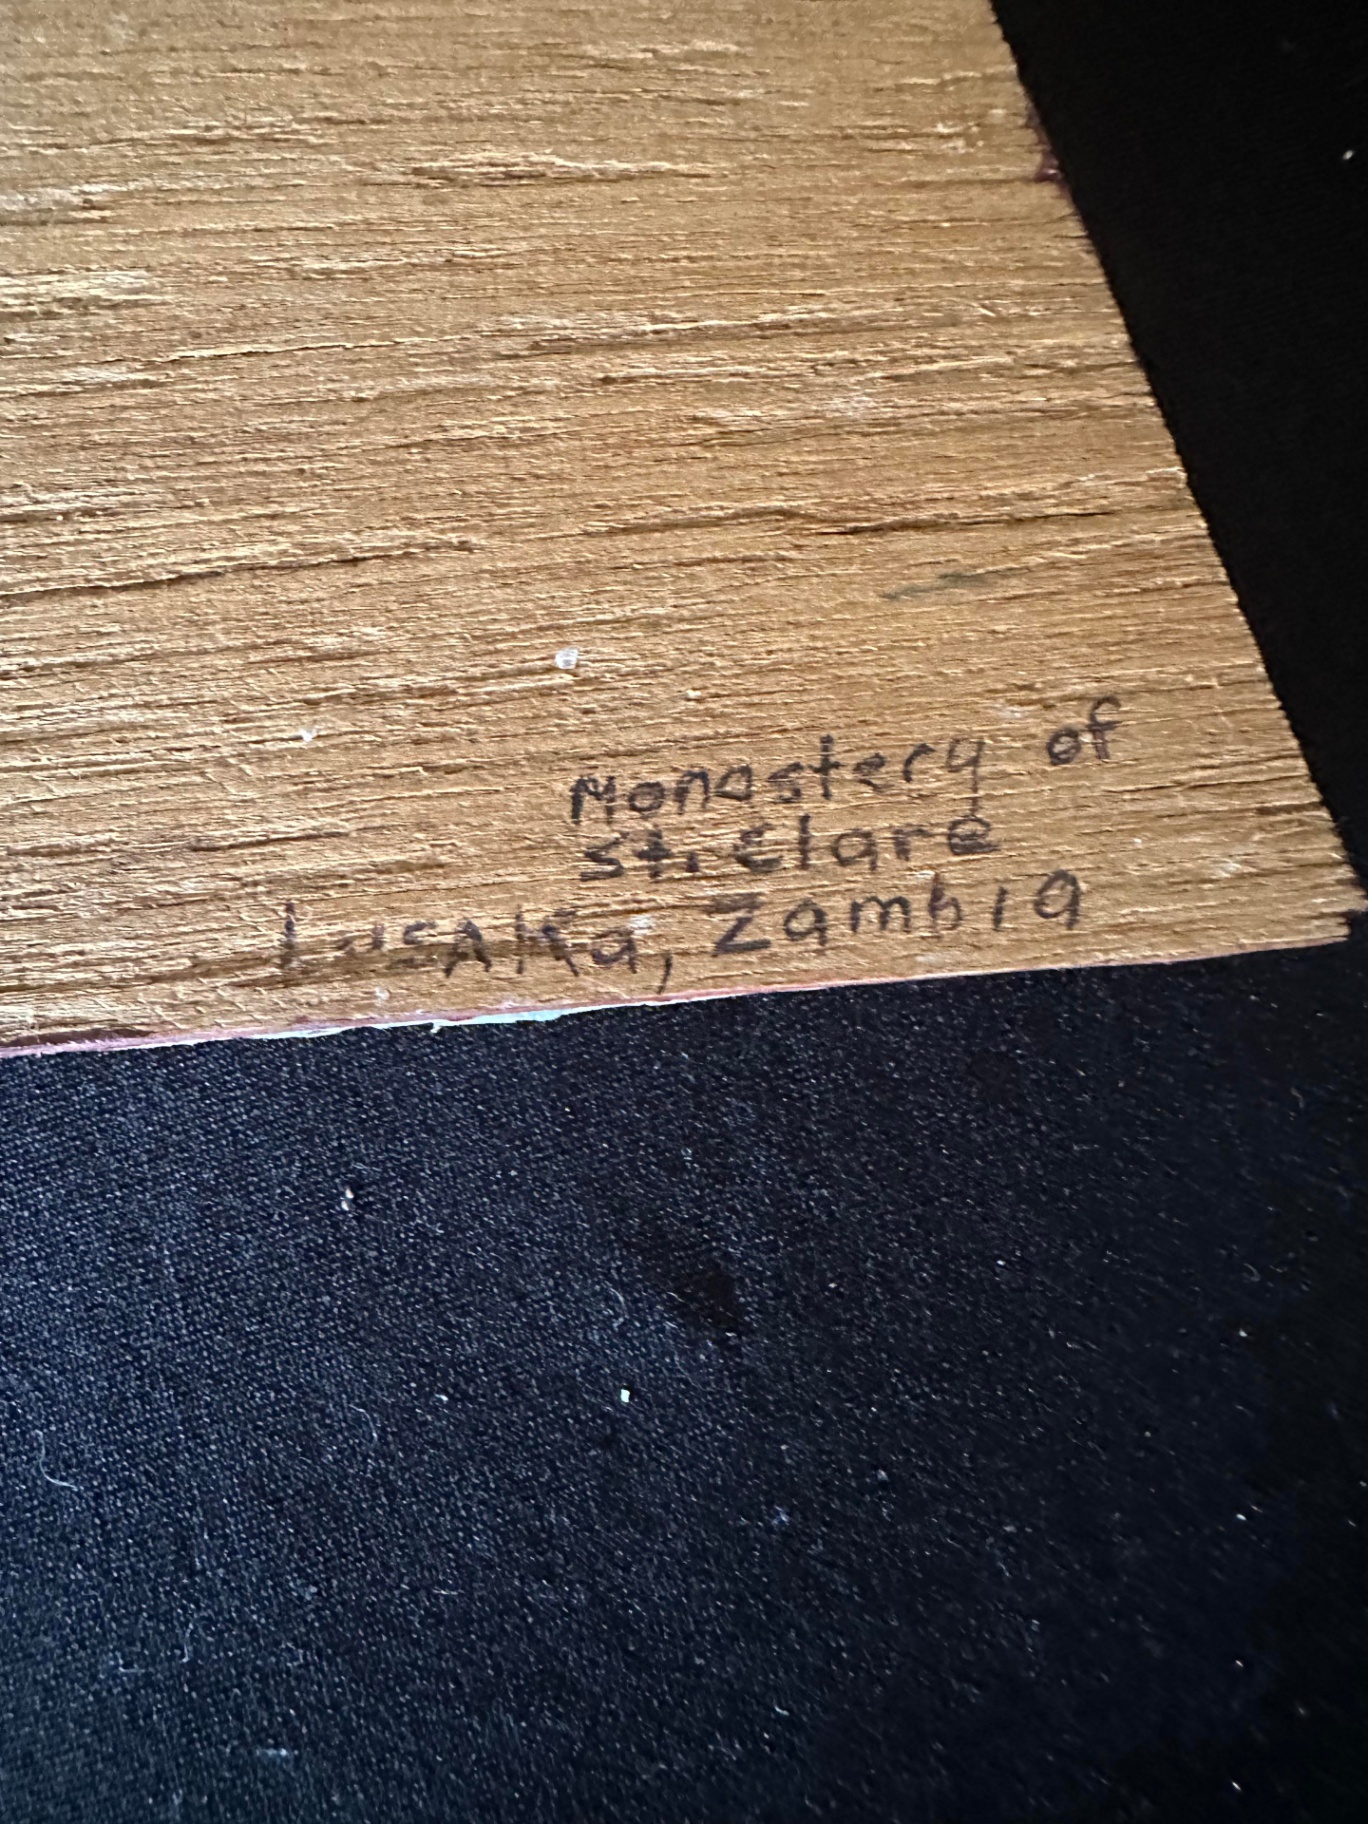 Monastery of
St. Clare
Lusaka, Zambia